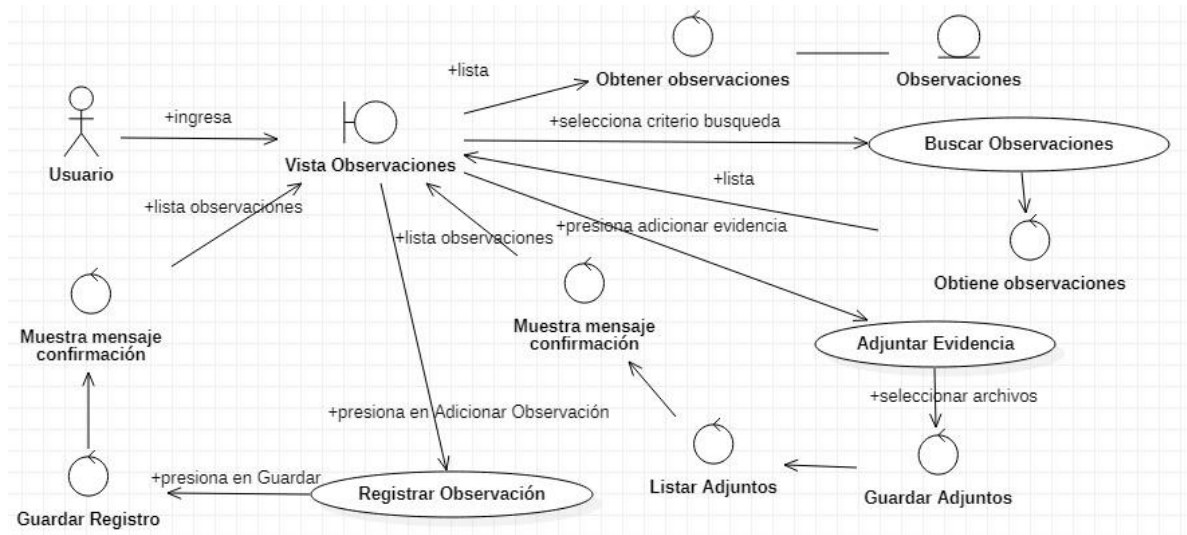 +lista
Obtener observaciones
Observaciones
+ingresa
+selecciona criterio busqueda
Buscar Observaciones
Usuario
Vista Observaciones
+lista
+lista observaciones
+lista observaciones
+presiona adicionar evidencia
Obtiene observaciones
Muestra mensaje
confirmación
Muestra mensaje
confirmación
Adjuntar Evidencia
+seleccionar archivos
+presiona en Adicionar Observación
+presiona en Guardar
Registrar Observación
Listar Adjuntos
Guardar Adjuntos
Guardar Registro